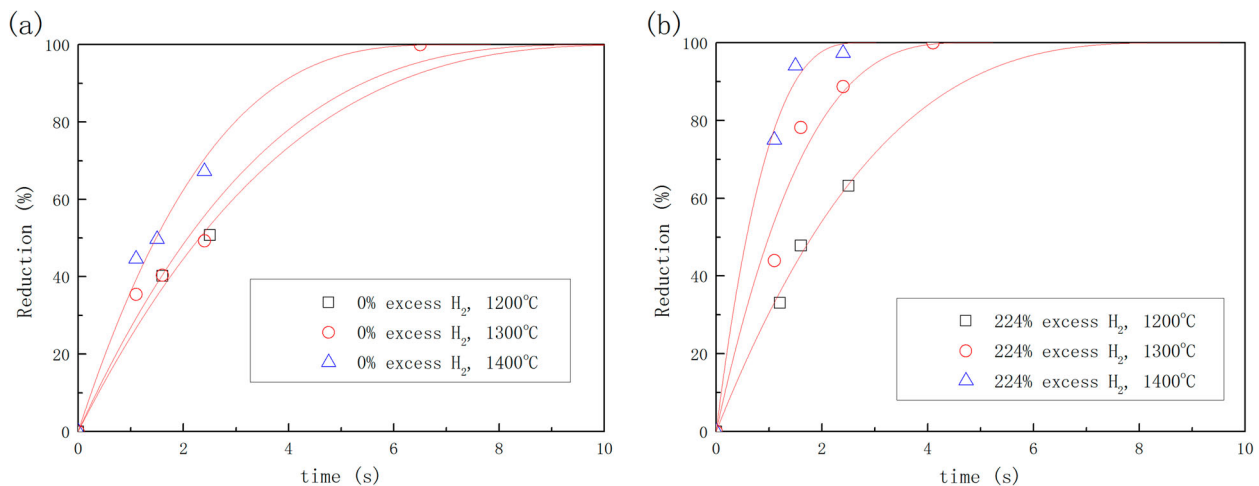 (a)
100
80
60
40
20
0
Reduction (%)
0 2 4 6 8 10
time (s)
0% excess H₂, 1200°C
0% excess H₂, 1300°C
0% excess H₂, 1400°C
(b)
100
80
60
40
20
0
Reduction (%)
0 2 4 6 8 10
time (s)
224% excess H₂, 1200°C
224% excess H₂, 1300°C
224% excess H₂, 1400°C